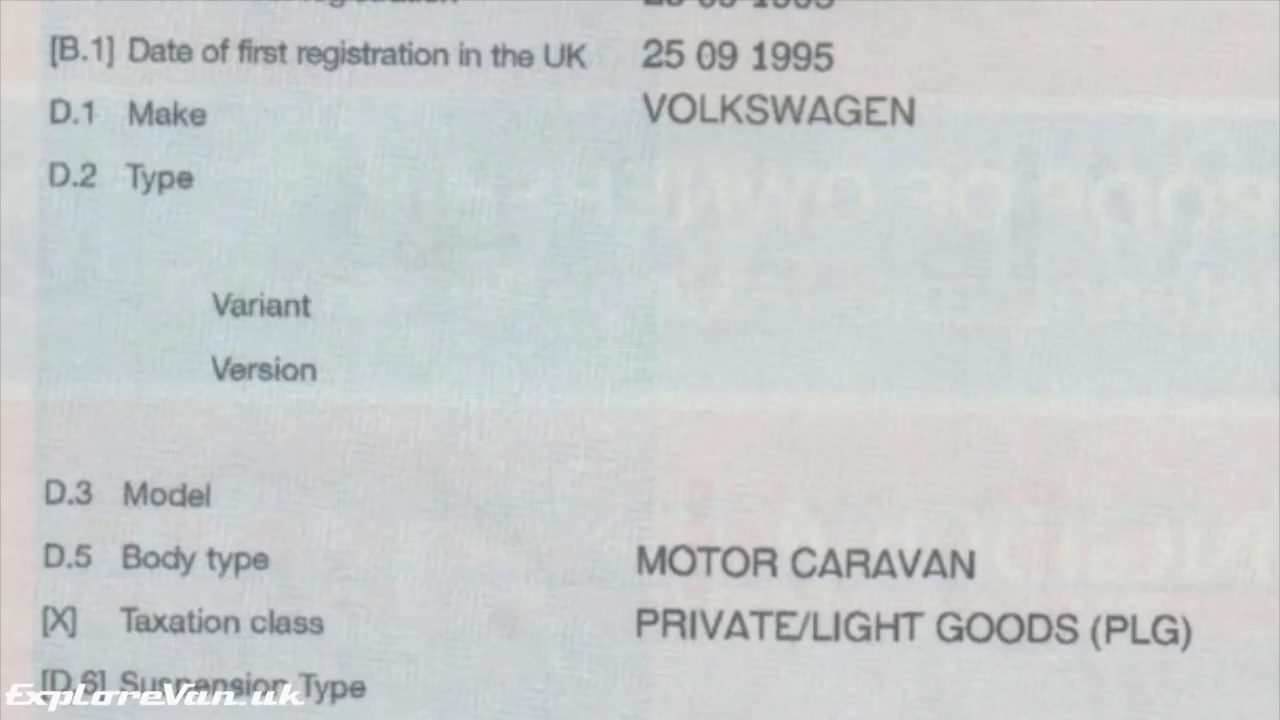 [B.1] Date of first registration in the UK 25 09 1995
D.1 Make VOLKSWAGEN
D.2 Type
Variant
Version
D.3 Model
D.5 Body type MOTOR CARAVAN
[X] Taxation class PRIVATE/LIGHT GOODS (PLG)
[D.6] Suspension Type
ExploreVan.uk